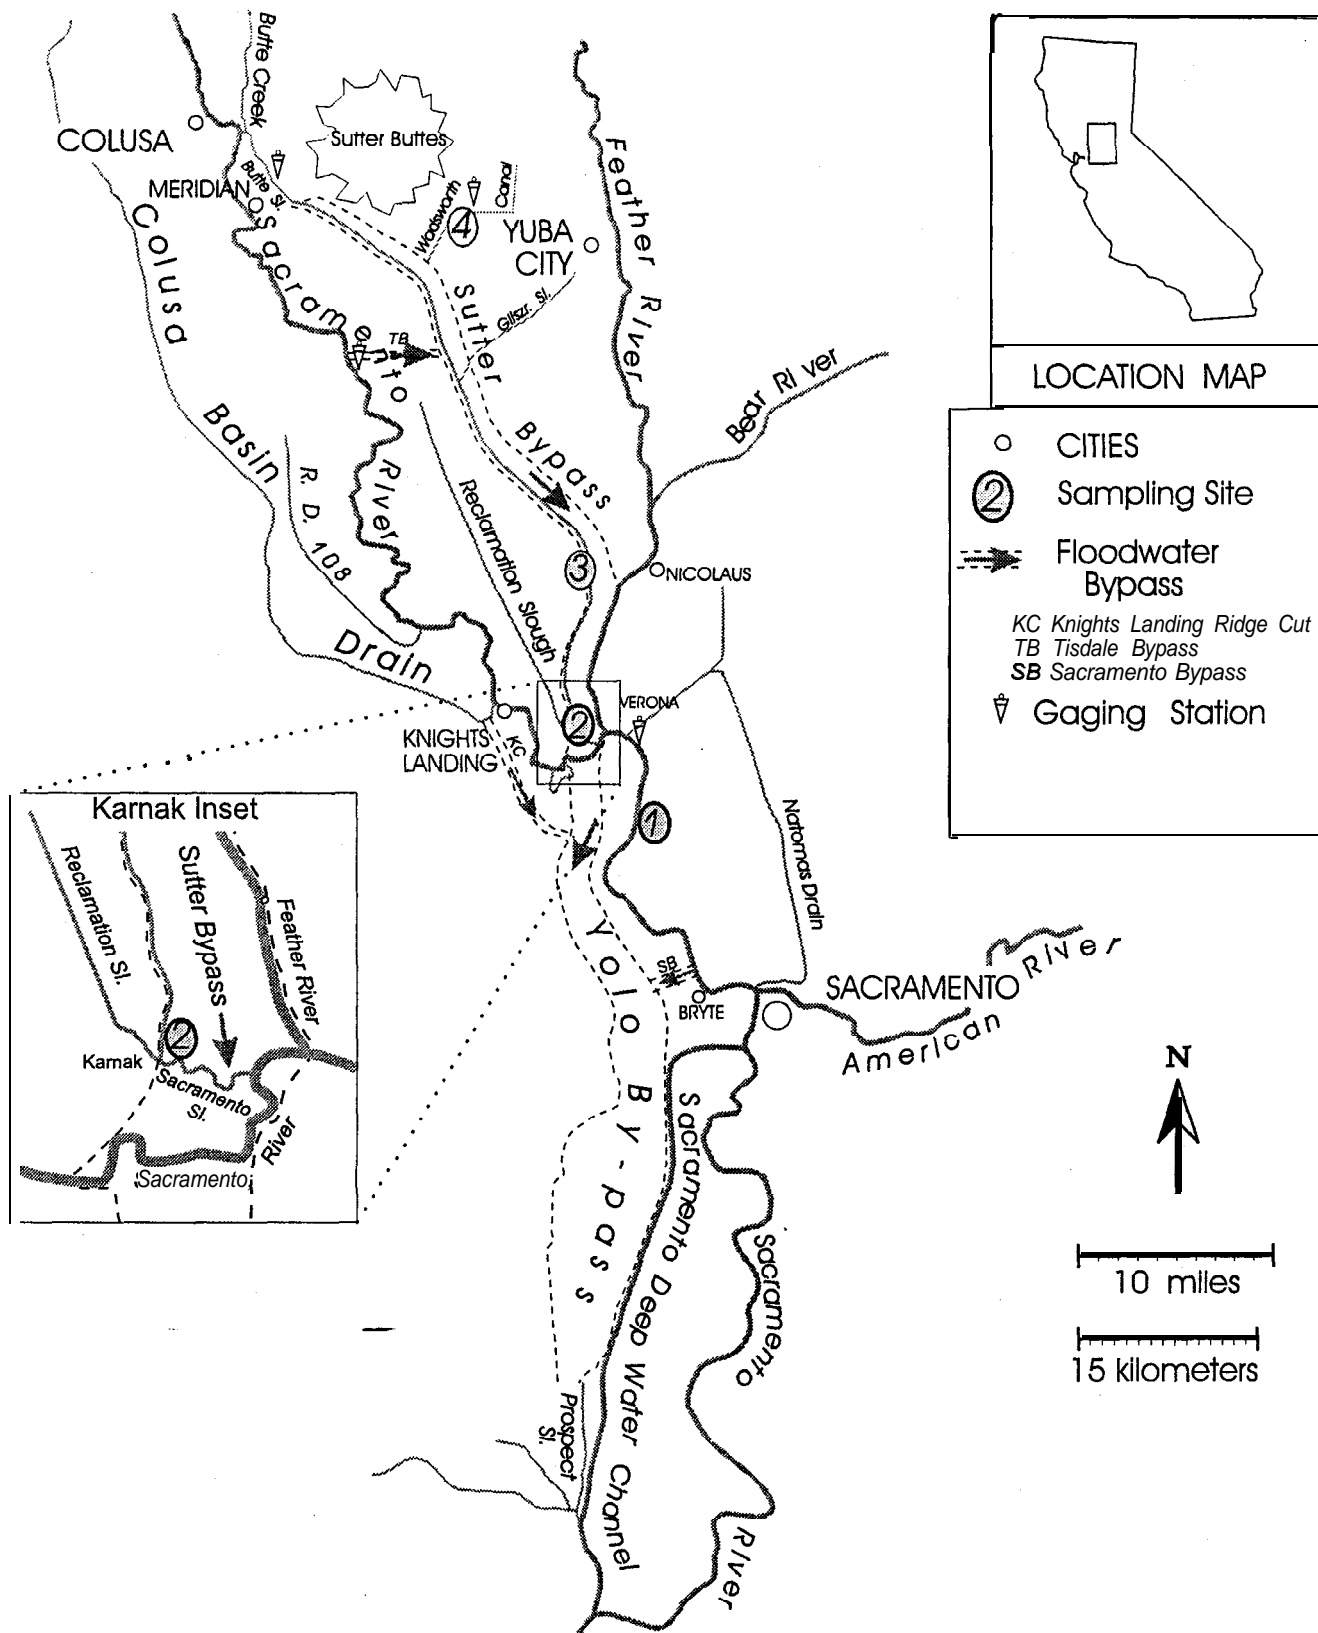 Butte Creek
COLUSA
Sutter Buttes
MERIDIAN
Butte Sl.
Wadsworth
Canal
4
YUBA
CITY
Feather River
Colusa Basin Drain
Sacramento River
TB
Sutter Bypass
Gilszr. Sl.
Bear River
R. D. 108
Reclamation Slough
3
NICOLAUS
VERONA
2
KNIGHTS
LANDING
KC
1
Natomas Drain
Yolo By-pass
SB
BRYTE
SACRAMENTO
American River
Sacramento Deep Water Channel
Sacramento River
Prospect
Sl.
Karnak Inset
Reclamation Sl.
Sutter Bypass
Feather River
2
Karnak
Sacramento
Sl.
Sacramento River
LOCATION MAP
CITIES
2 Sampling Site
Floodwater
Bypass
KC Knights Landing Ridge Cut
TB Tisdale Bypass
SB Sacramento Bypass
Gaging Station
N
10 miles
15 kilometers